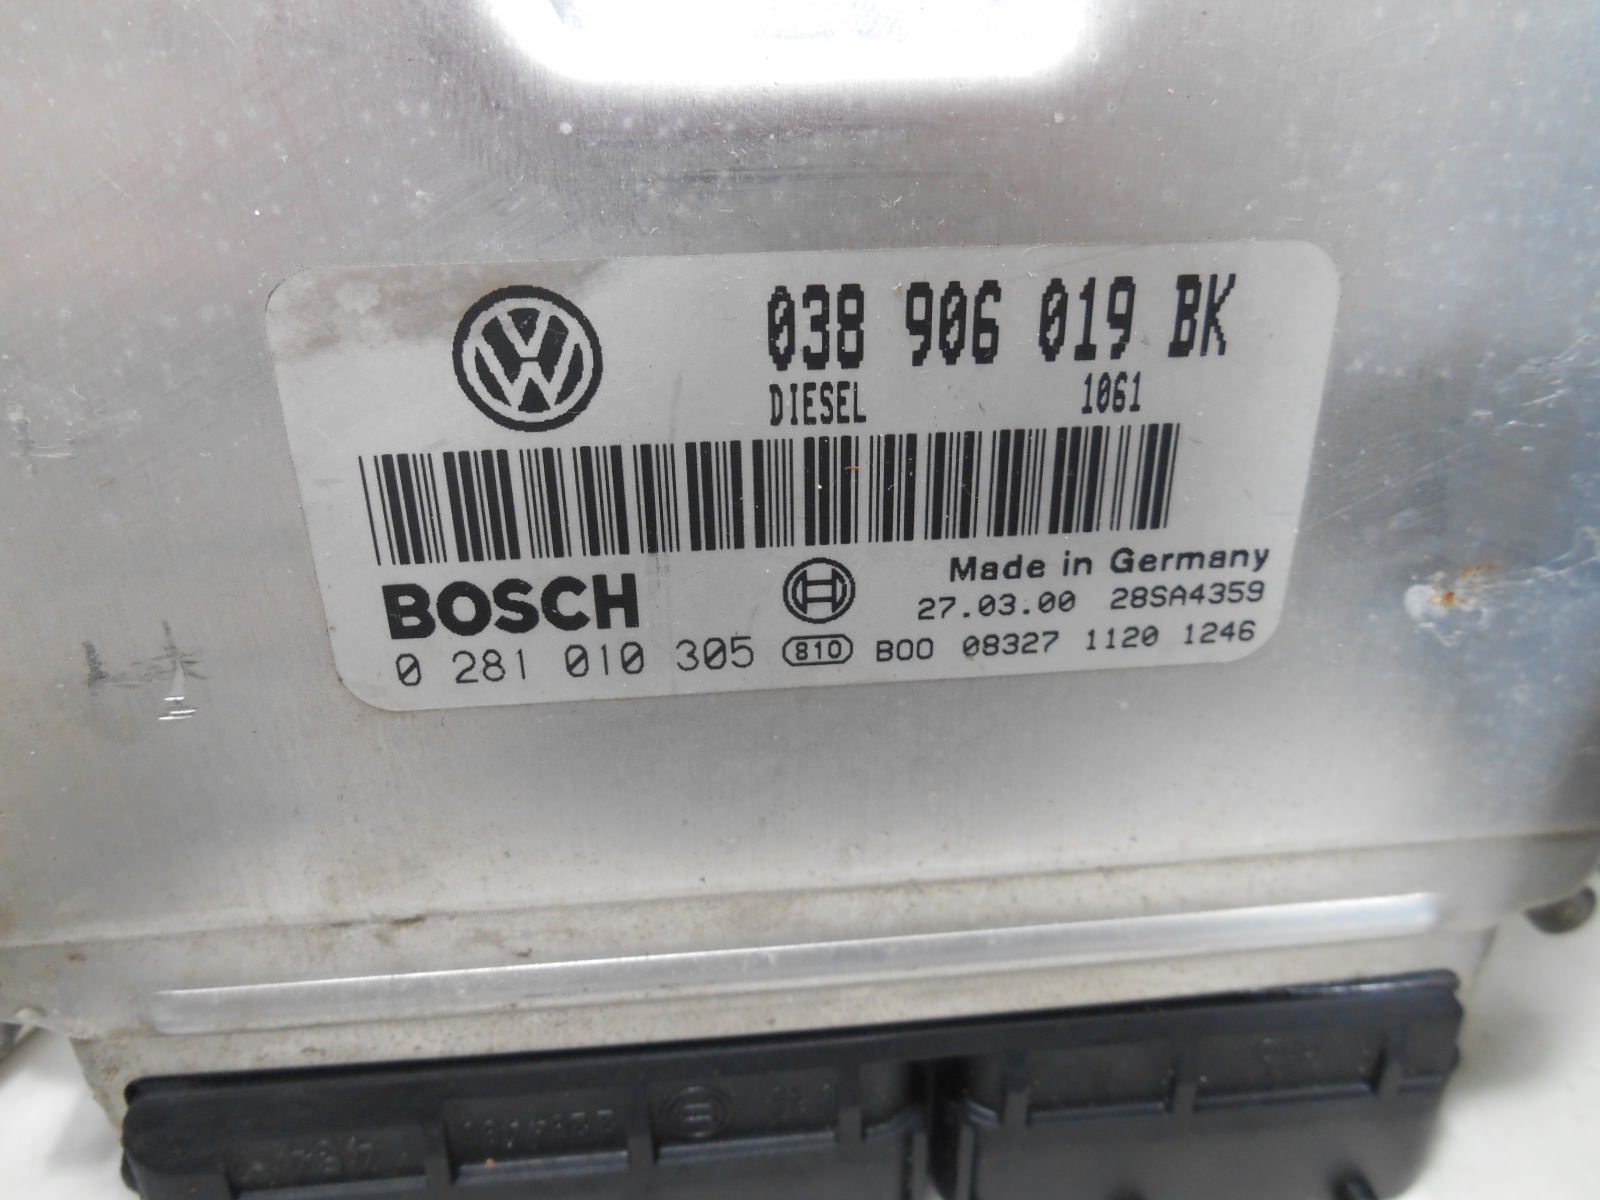 038 906 019 BK
DIESEL 1061
BOSCH
Made in Germany
27.03.00 28SA4359
0 281 010 305 810 B00 08327 1120 1246